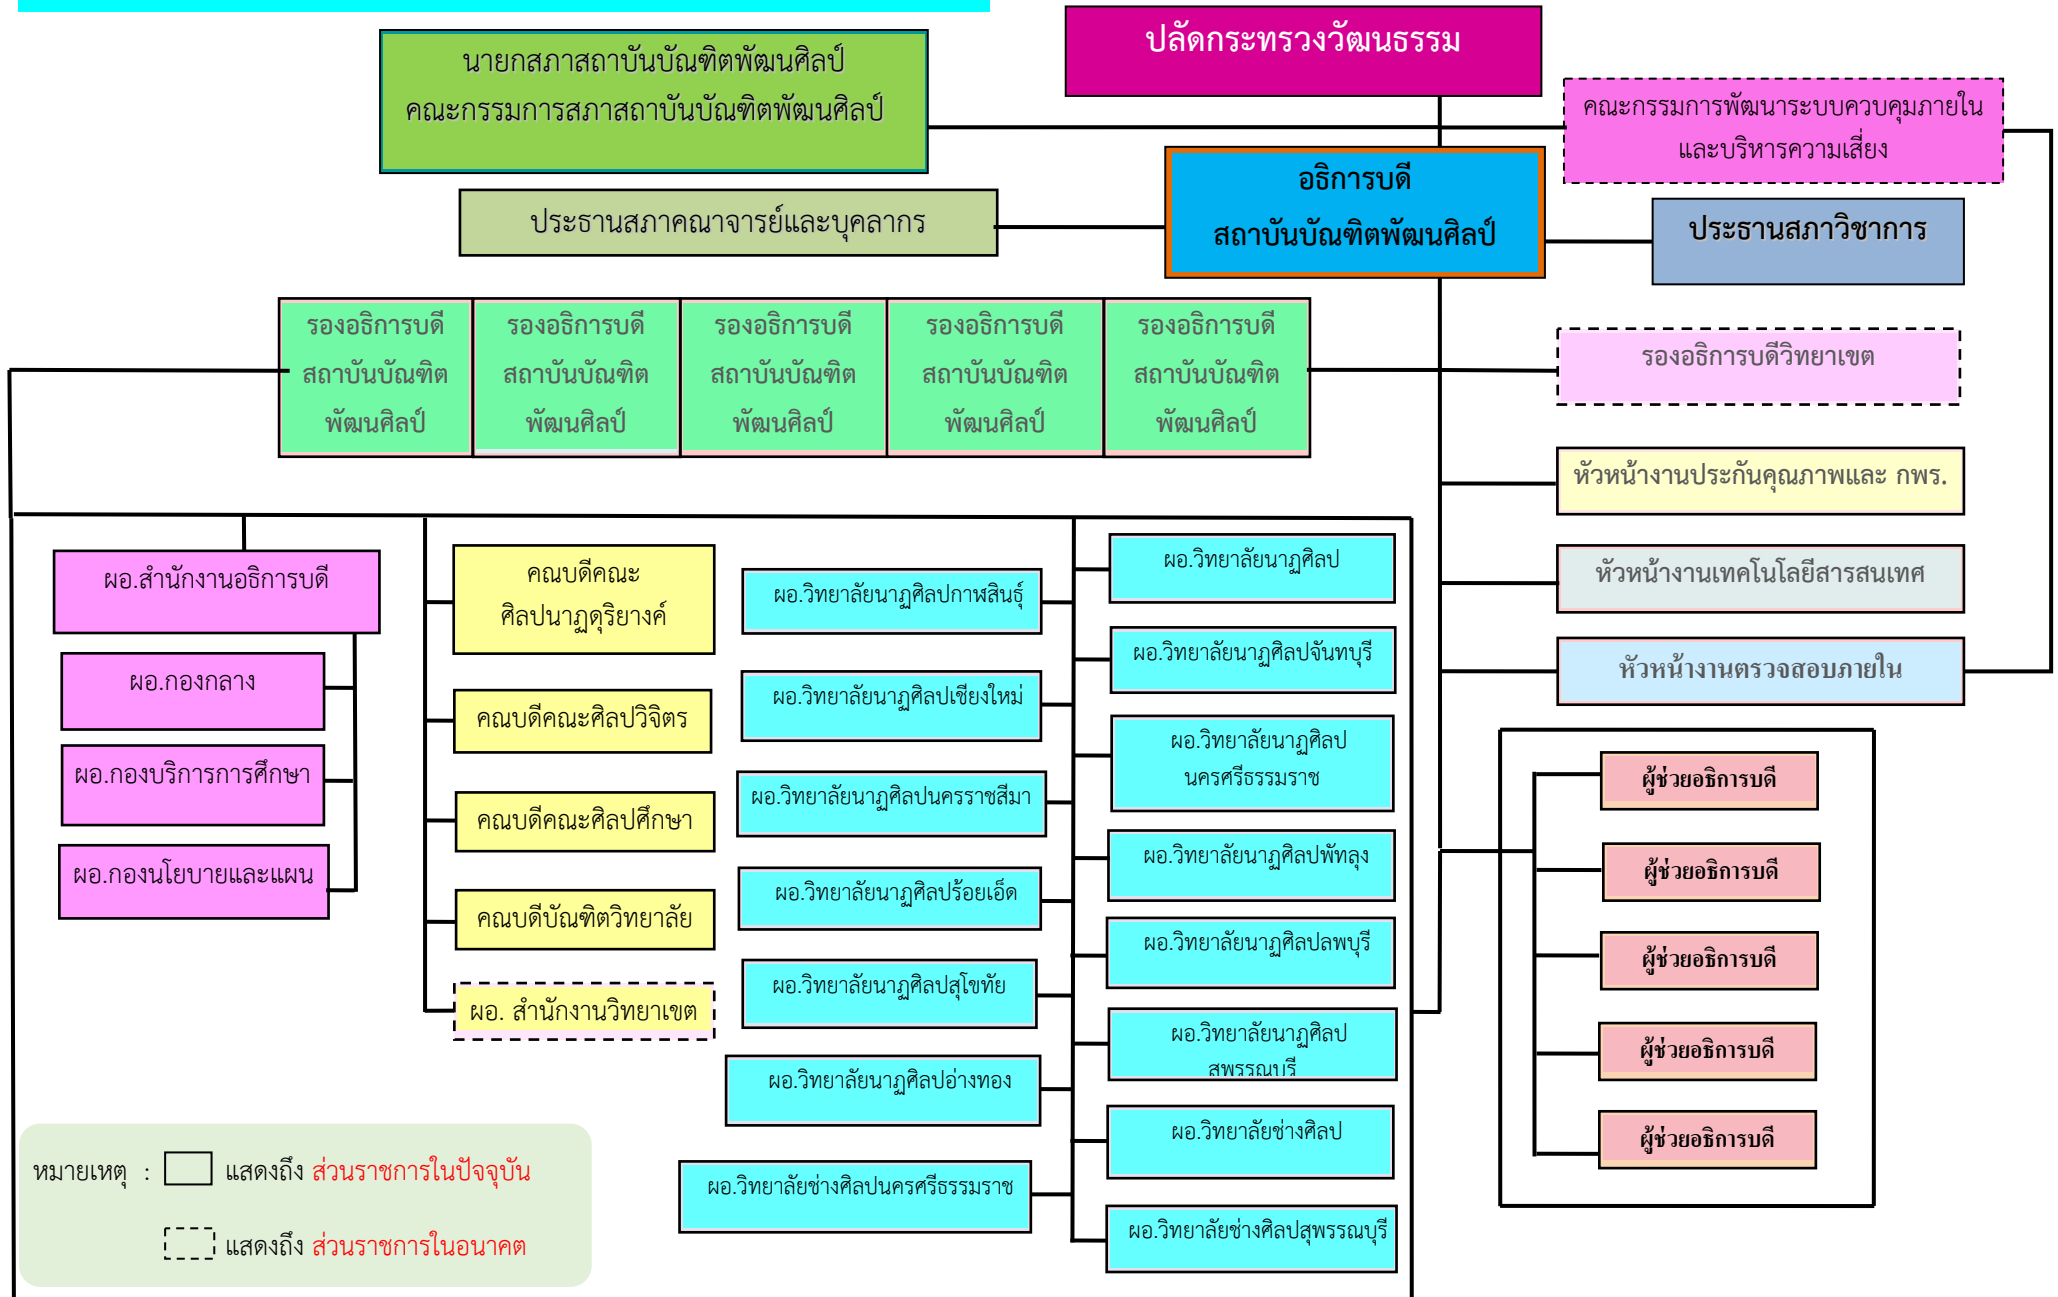 ปลัดกระทรวงวัฒนธรรม
นายกสภาสถาบันบัณฑิตพัฒนศิลป์
คณะกรรมการสภาสถาบันบัณฑิตพัฒนศิลป์
คณะกรรมการพัฒนาระบบควบคุมภายใน
และบริหารความเสี่ยง
อธิการบดี
สถาบันบัณฑิตพัฒนศิลป์
ประธานสภาคณาจารย์และบุคลากร
ประธานสภาวิชาการ
รองอธิการบดี
สถาบันบัณฑิต
พัฒนศิลป์
รองอธิการบดี
สถาบันบัณฑิต
พัฒนศิลป์
รองอธิการบดี
สถาบันบัณฑิต
พัฒนศิลป์
รองอธิการบดี
สถาบันบัณฑิต
พัฒนศิลป์
รองอธิการบดี
สถาบันบัณฑิต
พัฒนศิลป์
รองอธิการบดีวิทยาเขต
หัวหน้างานประกันคุณภาพและ กพร.
หัวหน้างานเทคโนโลยีสารสนเทศ
หัวหน้างานตรวจสอบภายใน
ผอ.สำนักงานอธิการบดี
ผอ.กองกลาง
ผอ.กองบริการการศึกษา
ผอ.กองนโยบายและแผน
คณบดีคณะ
ศิลปนาฏดุริยางค์
คณบดีคณะศิลปวิจิตร
คณบดีคณะศิลปศึกษา
คณบดีบัณฑิตวิทยาลัย
ผอ. สำนักงานวิทยาเขต
ผอ.วิทยาลัยนาฏศิลปกาฬสินธุ์
ผอ.วิทยาลัยนาฏศิลปเชียงใหม่
ผอ.วิทยาลัยนาฏศิลปนครราชสีมา
ผอ.วิทยาลัยนาฏศิลปร้อยเอ็ด
ผอ.วิทยาลัยนาฏศิลปสุโขทัย
ผอ.วิทยาลัยนาฏศิลปอ่างทอง
ผอ.วิทยาลัยช่างศิลปนครศรีธรรมราช
ผอ.วิทยาลัยนาฏศิลป
ผอ.วิทยาลัยนาฏศิลปจันทบุรี
ผอ.วิทยาลัยนาฏศิลป
นครศรีธรรมราช
ผอ.วิทยาลัยนาฏศิลปพัทลุง
ผอ.วิทยาลัยนาฏศิลปลพบุรี
ผอ.วิทยาลัยนาฏศิลป
สุพรรณบุรี
ผอ.วิทยาลัยช่างศิลป
ผอ.วิทยาลัยช่างศิลปสุพรรณบุรี
ผู้ช่วยอธิการบดี
ผู้ช่วยอธิการบดี
ผู้ช่วยอธิการบดี
ผู้ช่วยอธิการบดี
ผู้ช่วยอธิการบดี
หมายเหตุ : แสดงถึง ส่วนราชการในปัจจุบัน
แสดงถึง ส่วนราชการในอนาคต